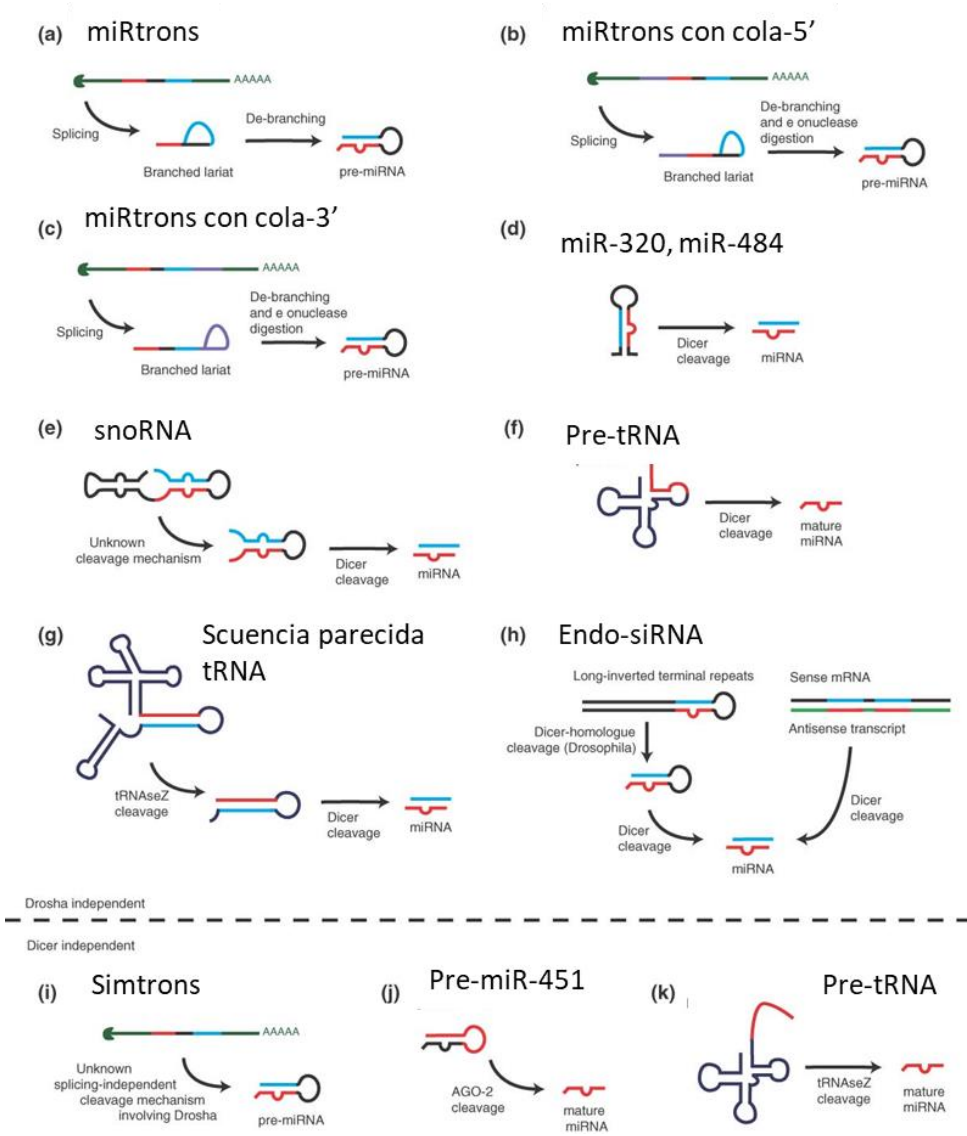 (a) miRtrons
AAAAA
Splicing
De-branching
Branched lariat
pre-miRNA
(b) miRtrons con cola-5’
AAAAA
Splicing
De-branching
and e onuclease
digestion
Branched lariat
pre-miRNA
(c) miRtrons con cola-3’
AAAAA
Splicing
De-branching
and e onuclease
digestion
Branched lariat
pre-miRNA
(d) miR-320, miR-484
Dicer
cleavage
miRNA
(e) snoRNA
Unknown
cleavage mechanism
Dicer
cleavage
miRNA
(f) Pre-tRNA
Dicer
cleavage
mature
miRNA
(g) Scuencia parecida
tRNA
tRNAseZ
cleavage
Dicer
cleavage
miRNA
(h) Endo-siRNA
Long-inverted terminal repeats
Sense mRNA
Antisense transcript
Dicer-homologue
cleavage (Drosophila)
Dicer
cleavage
Dicer
cleavage
miRNA
Drosha independent
Dicer independent
(i) Simtrons
AAAAA
Unknown
splicing-independent
cleavage mechanism
involving Drosha
pre-miRNA
(j) Pre-miR-451
AGO-2
cleavage
mature
miRNA
(k) Pre-tRNA
tRNAseZ
cleavage
mature
miRNA